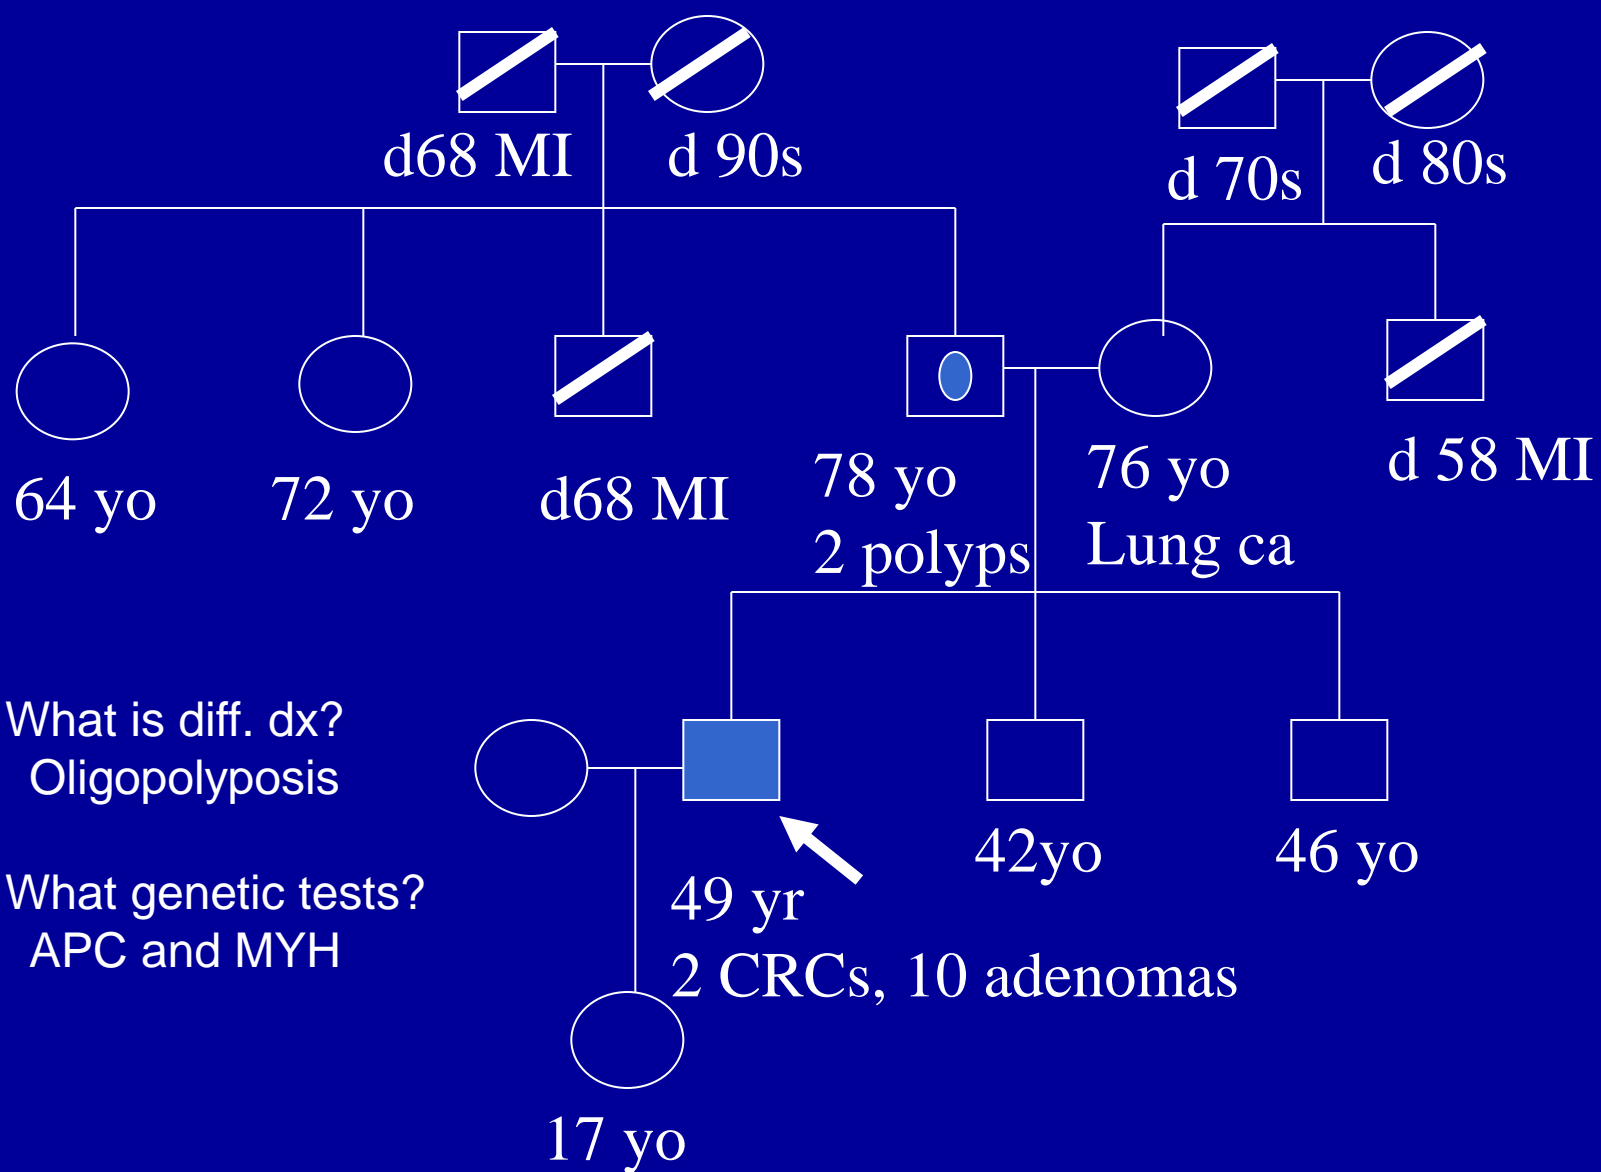 d68 MI
d 90s
d 70s
d 80s
64 yo
72 yo
d68 MI
78 yo
2 polyps
76 yo
Lung ca
d 58 MI
What is diff. dx?
Oligopolyposis
What genetic tests?
APC and MYH
49 yr
2 CRCs, 10 adenomas
42yo
46 yo
17 yo